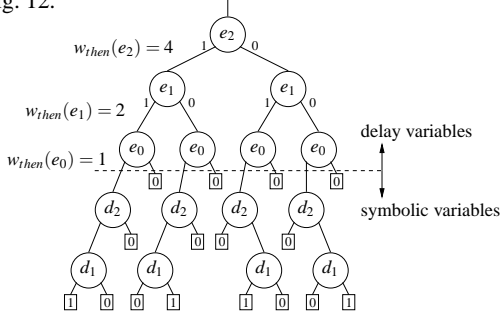 ig. 12.
e2
w_then(e2) = 4 1 0
e1 e1
w_then(e1) = 2 1 0 1 0
delay variables
e0 e0 e0 e0
w_then(e0) = 1
0 0 0 0
d2 d2 d2 d2 symbolic variables
0 0 0 0
d1 d1 d1 d1
1 0 0 1 1 0 0 1